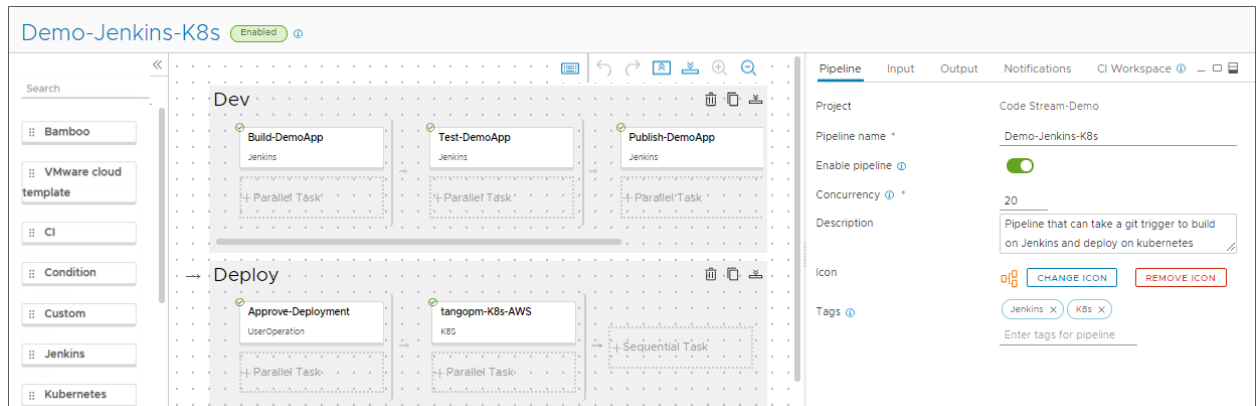 Demo-Jenkins-K8s Enabled
Search
Bamboo
VMware cloud
template
CI
Condition
Custom
Jenkins
Kubernetes
Dev
Build-DemoApp
Jenkins
+ Parallel Task
Test-DemoApp
Jenkins
+ Parallel Task
Publish-DemoApp
Jenkins
+ Parallel Task
Deploy
Approve-Deployment
UserOperation
+ Parallel Task
tangopm-K8s-AWS
K8S
+ Parallel Task
+ Sequential Task
Pipeline Input Output Notifications CI Workspace
Project Code Stream-Demo
Pipeline name * Demo-Jenkins-K8s
Enable pipeline
Concurrency * 20
Description Pipeline that can take a git trigger to build
on Jenkins and deploy on kubernetes
Icon CHANGE ICON REMOVE ICON
Tags Jenkins X K8s X
Enter tags for pipeline